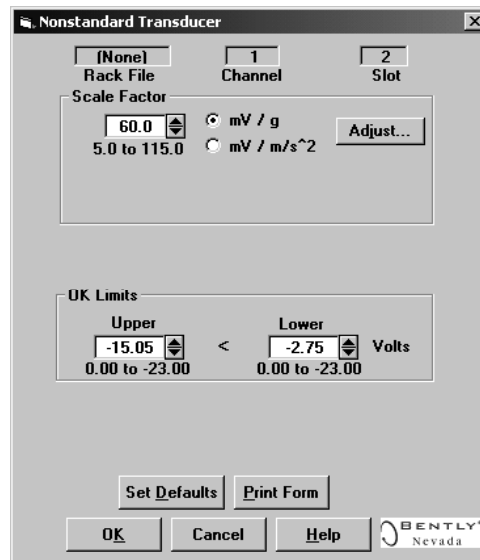 Nonstandard Transducer
(None) 1 2
Rack File Channel Slot
Scale Factor
60.0 mV / g Adjust...
5.0 to 115.0 mV / m/s^2
OK Limits
Upper Lower
-15.05 < -2.75 Volts
0.00 to -23.00 0.00 to -23.00
Set Defaults Print Form
OK Cancel Help BENTLY
Nevada